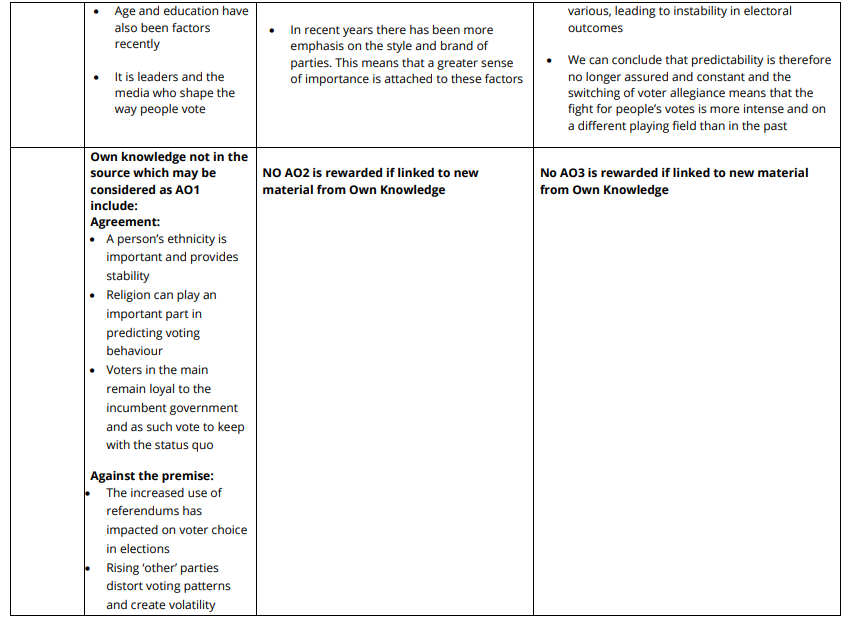 Age and education have
also been factors
recently
It is leaders and the
media who shape the
way people vote
In recent years there has been more
emphasis on the style and brand of
parties. This means that a greater sense
of importance is attached to these factors
various, leading to instability in electoral
outcomes
We can conclude that predictability is therefore
no longer assured and constant and the
switching of voter allegiance means that the
fight for people’s votes is more intense and on
a different playing field than in the past
Own knowledge not in the
source which may be
considered as AO1
include:
Agreement:
A person’s ethnicity is
important and provides
stability
Religion can play an
important part in
predicting voting
behaviour
Voters in the main
remain loyal to the
incumbent government
and as such vote to keep
with the status quo
Against the premise:
The increased use of
referendums has
impacted on voter choice
in elections
Rising ‘other’ parties
distort voting patterns
and create volatility
NO AO2 is rewarded if linked to new
material from Own Knowledge
No AO3 is rewarded if linked to new material
from Own Knowledge